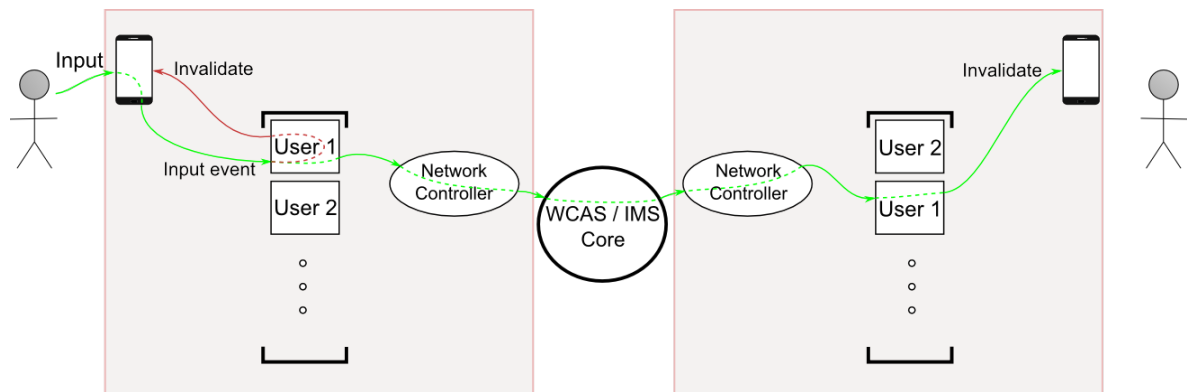 Input
Invalidate
User 1
Input event
User 2
Network
Controller
WCAS / IMS
Core
Network
Controller
Invalidate
User 2
User 1